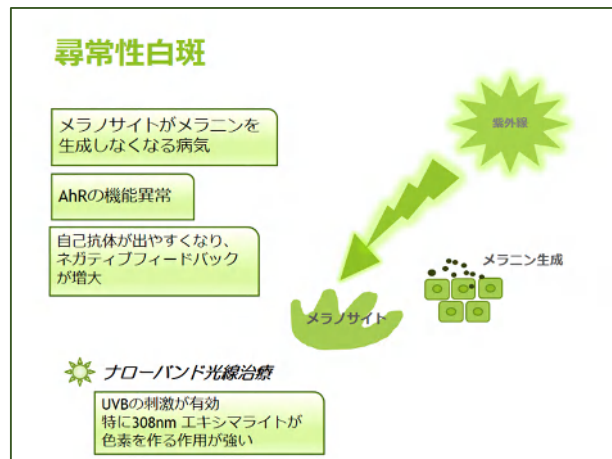 尋常性白斑
紫外線
メラノサイトがメラニンを
生成しなくなる病気
AhRの機能異常
自己抗体が出やすくなり、
ネガティブフィードバック
が増大
メラニン生成
メラノサイト
ナローバンド光線治療
UVBの刺激が有効
特に308nm エキシマライトが
色素を作る作用が強い